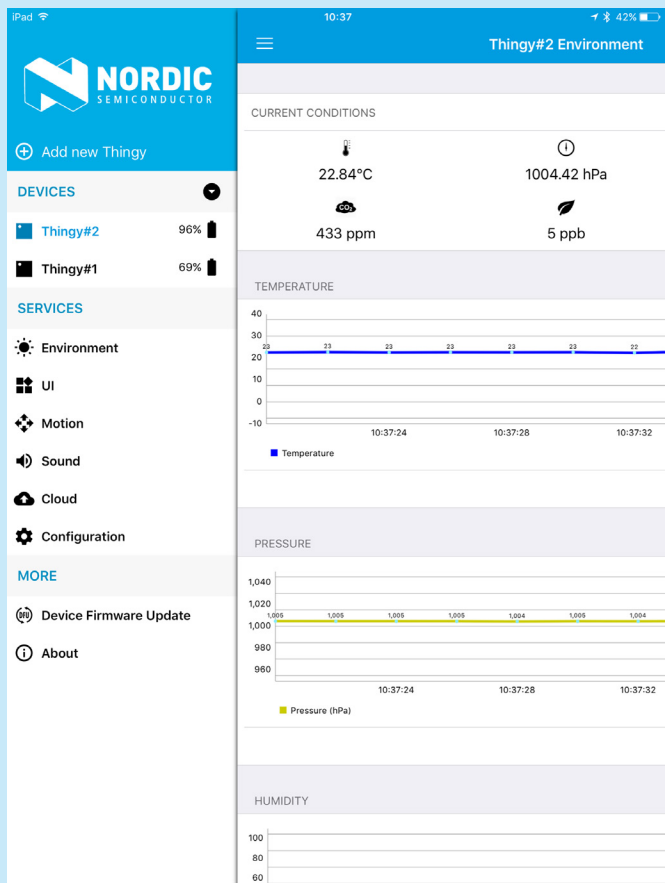 iPad
10:37
42%
NORDIC
SEMICONDUCTOR
Add new Thingy
DEVICES
Thingy#2
96%
Thingy#1
69%
SERVICES
Environment
UI
Motion
Sound
Cloud
Configuration
MORE
DFU
Device Firmware Update
About
Thingy#2 Environment
CURRENT CONDITIONS
22.84°C
1004.42 hPa
CO₂
433 ppm
5 ppb
TEMPERATURE
40
30
23 23 23 23 23 23 22
20
10
0
-10
10:37:24 10:37:28 10:37:32
Temperature
PRESSURE
1,040
1,020
1,005 1,005 1,005 1,005 1,004 1,005 1,004
1,000
980
960
10:37:24 10:37:28 10:37:32
Pressure (hPa)
HUMIDITY
100
80
60